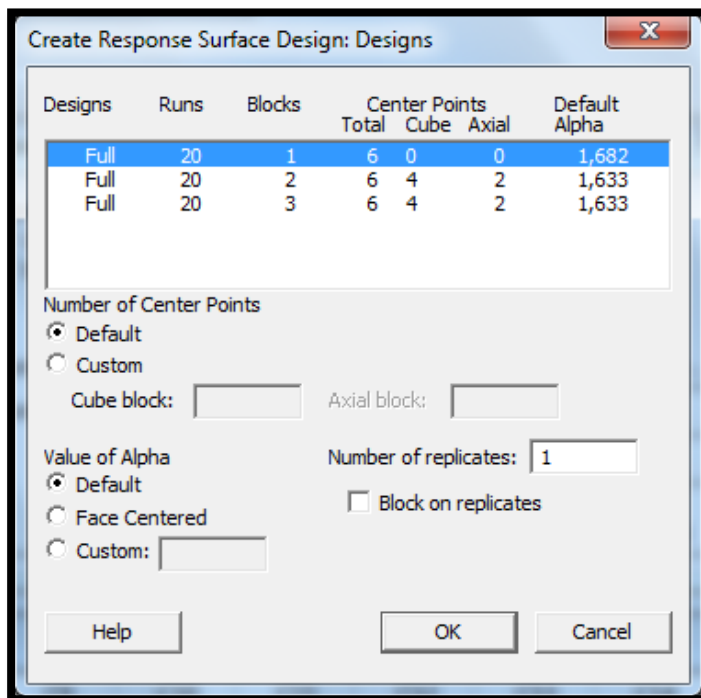 Create Response Surface Design: Designs
Designs Runs Blocks Center Points Default
Total Cube Axial Alpha
Full 20 1 6 0 0 1,682
Full 20 2 6 4 2 1,633
Full 20 3 6 4 2 1,633
Number of Center Points
Default
Custom
Cube block: Axial block:
Value of Alpha Number of replicates: 1
Default
Block on replicates
Face Centered
Custom:
Help OK Cancel